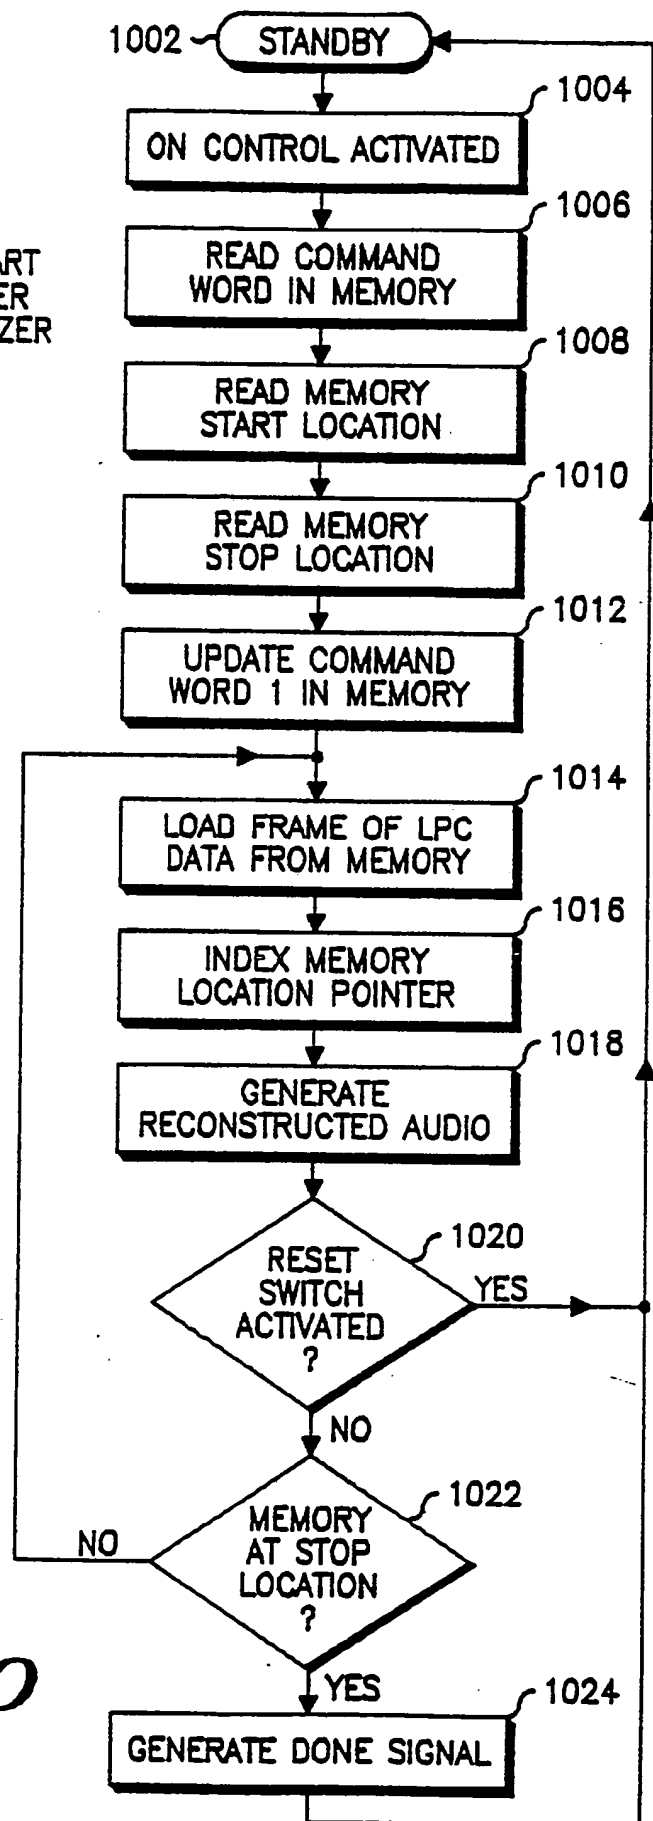 1002 STANDBY
1004
ON CONTROL ACTIVATED
1006
READ COMMAND
WORD IN MEMORY
1008
READ MEMORY
START LOCATION
1010
READ MEMORY
STOP LOCATION
1012
UPDATE COMMAND
WORD 1 IN MEMORY
1014
LOAD FRAME OF LPC
DATA FROM MEMORY
1016
INDEX MEMORY
LOCATION POINTER
1018
GENERATE
RECONSTRUCTED AUDIO
1020
RESET
SWITCH
ACTIVATED
?
YES
NO
1022
MEMORY
AT STOP
LOCATION
?
NO
YES
1024
GENERATE DONE SIGNAL